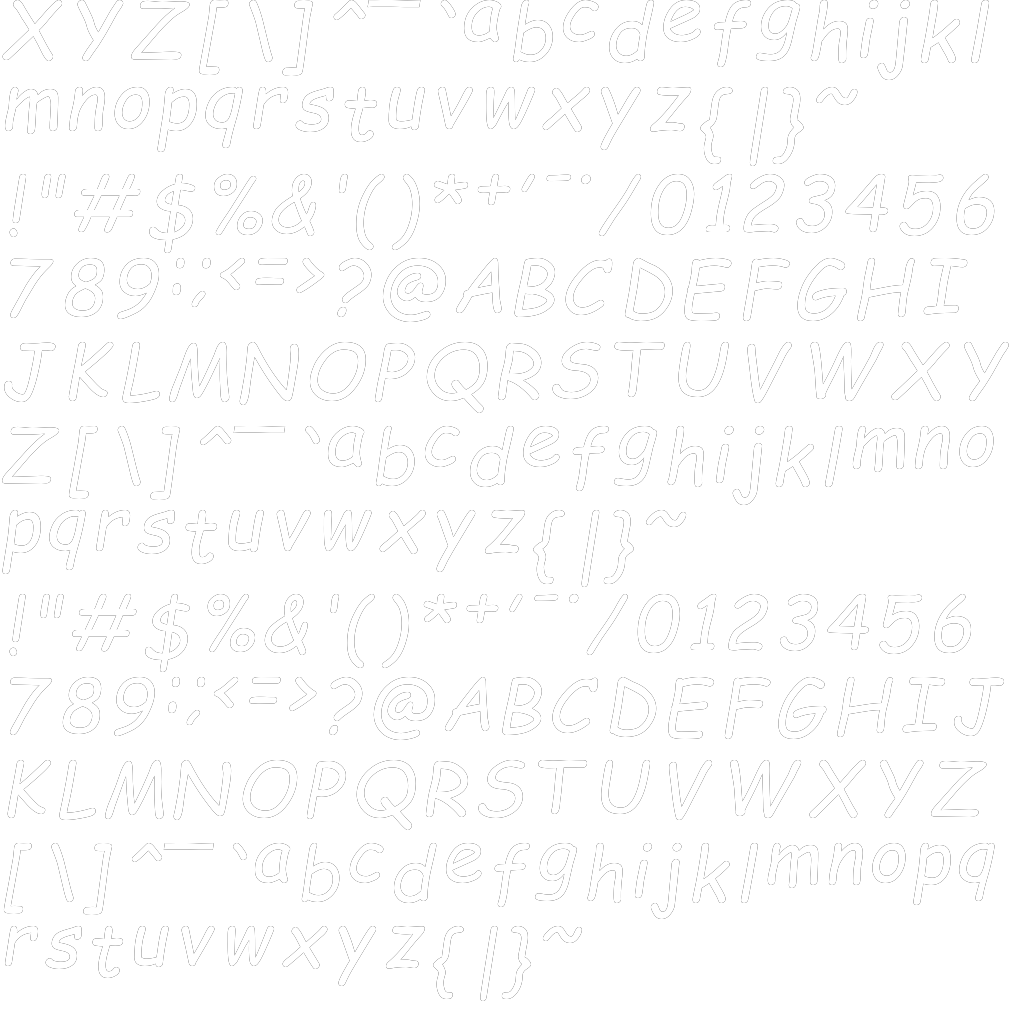 XYZ[\]^_`abcdefghijkl
mnopqrstuvwxyz{|}~
!"#$%&'()*+,-./0123456
789:;<=>?@ABCDEFGHI
JKLMNOPQRSTUVWXY
Z[\]^_`abcdefghijklmno
pqrstuvwxyz{|}~
!"#$%&'()*+,-./0123456
789:;<=>?@ABCDEFGHIJ
KLMNOPQRSTUVWXYZ
[\]^_`abcdefghijklmnopq
rstuvwxyz{|}~